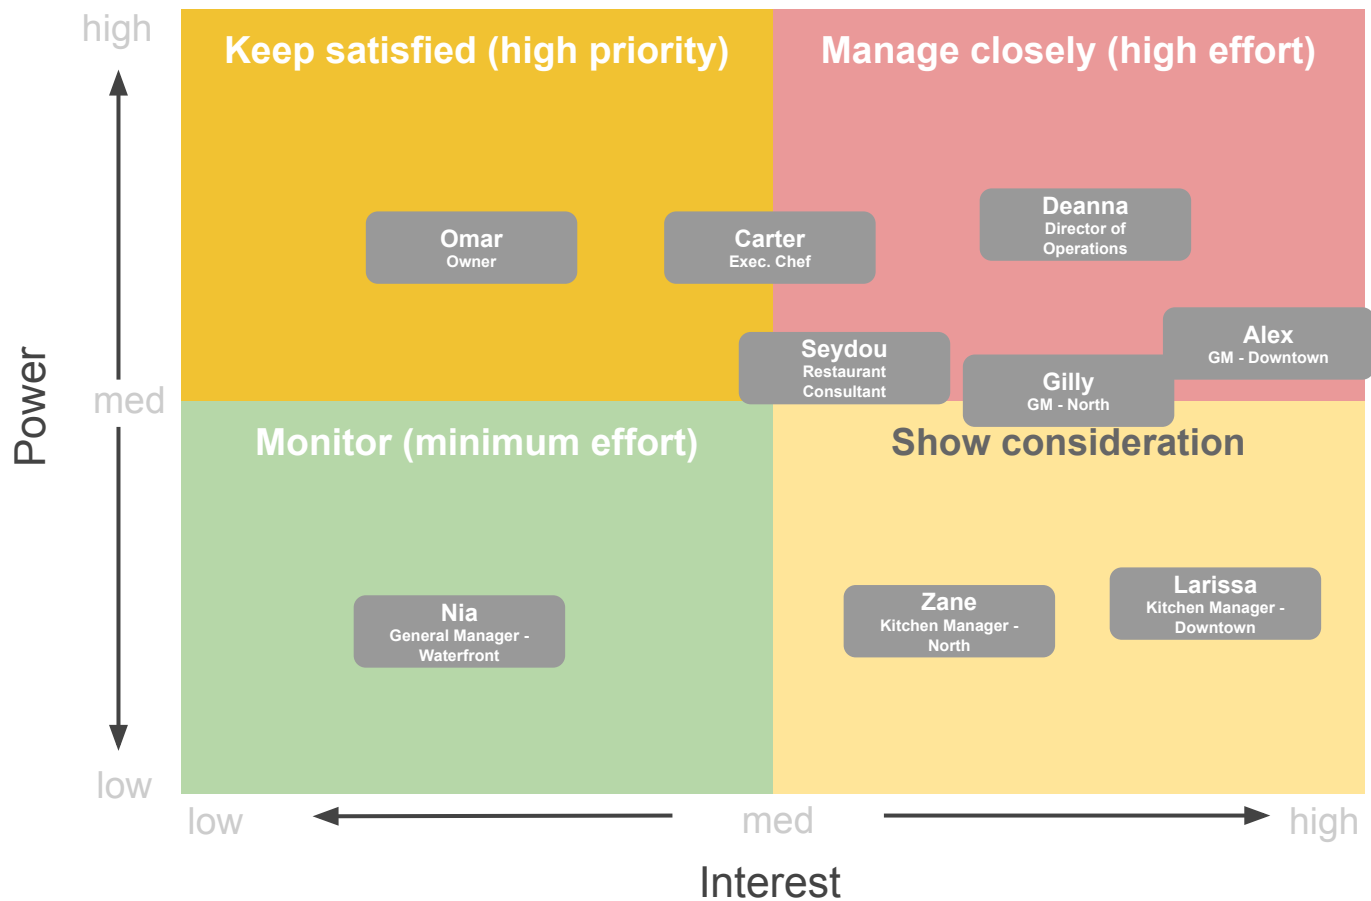 high
Keep satisfied (high priority)
Manage closely (high effort)
Omar
Owner
Carter
Exec. Chef
Deanna
Director of
Operations
Seydou
Restaurant
Consultant
Gilly
GM - North
Alex
GM - Downtown
Power
med
Monitor (minimum effort)
Show consideration
Nia
General Manager -
Waterfront
Zane
Kitchen Manager -
North
Larissa
Kitchen Manager -
Downtown
low
low
med
high
Interest